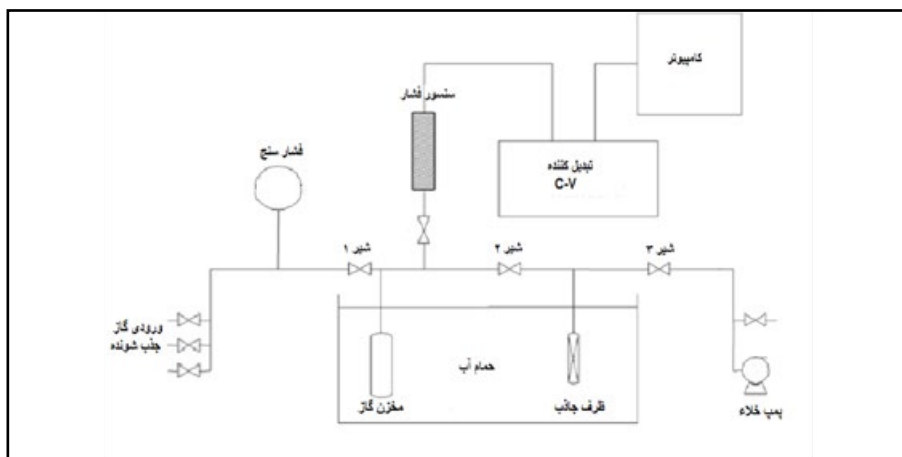 کامپیوتر
سنسور فشار
تبدیل کننده
C-V
فشار سنج
شیر ۱
شیر ۲
شیر ۳
ورودی گاز
جذب شونده
حمام آب
مخزن گاز
ظرف جاذب
پمپ خلاء